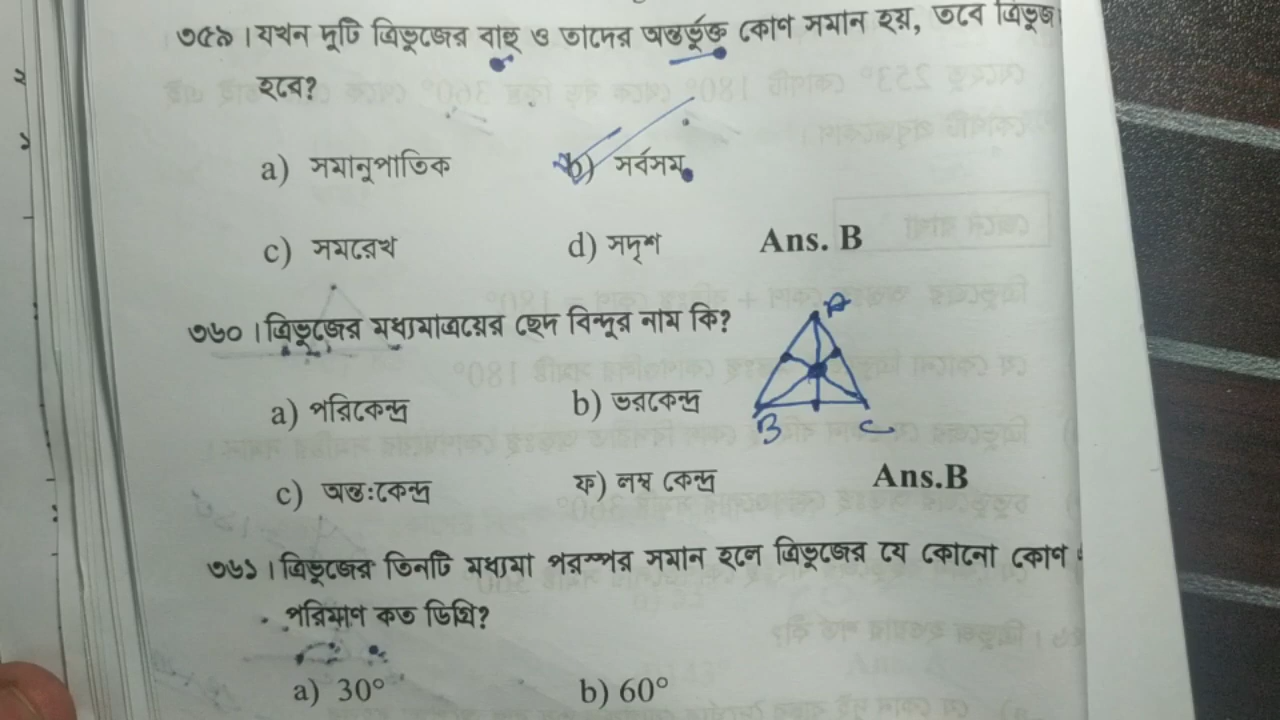 ৩৫৯। যখন দুটি ত্রিভুজের বাহু ও তাদের অন্তর্ভূক্ত কোণ সমান হয়, তবে ত্রিভুজ
হবে?
a) সমানুপাতিক b) সর্বসম
c) সমরেখ d) সদৃশ Ans. B
৩৬০। ত্রিভুজের মধ্যমাত্রয়ের ছেদ বিন্দুর নাম কি? A
a) পরিকেন্দ্র b) ভরকেন্দ্র
B C
c) অন্তঃকেন্দ্র ফ) লম্ব কেন্দ্র Ans.B
৩৬১। ত্রিভুজের তিনটি মধ্যমা পরস্পর সমান হলে ত্রিভুজের যে কোনো কোণ
পরিমাণ কত ডিগ্রি?
a) 30° b) 60°